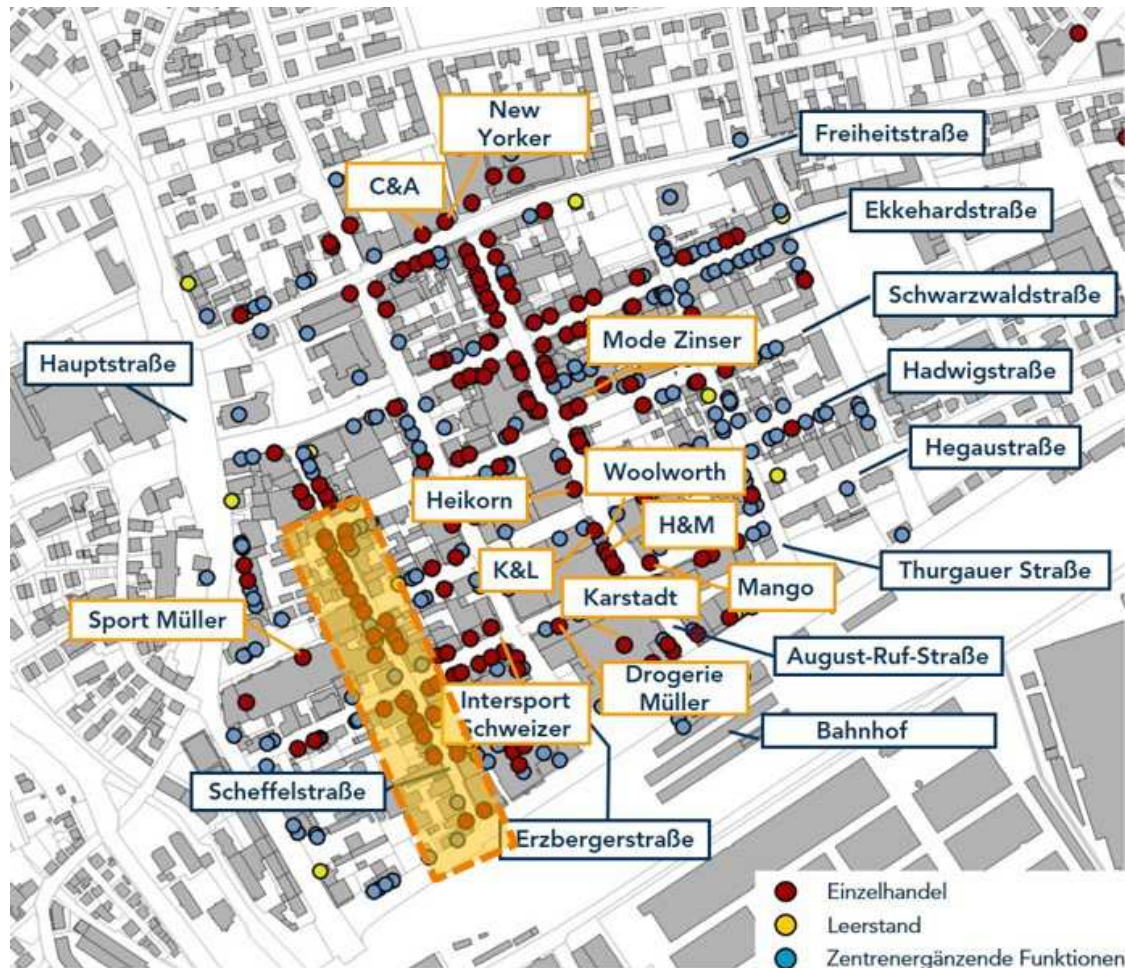 New
Yorker
Freiheitstraße
C&A
Ekkehardstraße
Schwarzwaldstraße
Mode Zinser
Hauptstraße
Hadwigstraße
Hegaustraße
Woolworth
Heikorn
H&M
K&L
Thurgauer Straße
Mango
Karstadt
Sport Müller
August-Ruf-Straße
Drogerie
Müller
Intersport
Schweizer
Bahnhof
Scheffelstraße
Erzbergerstraße
Einzelhandel
Leerstand
Zentrenergänzende Funktionen